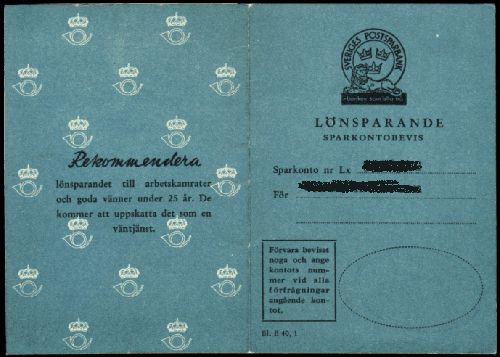 Rekommendera
lönsparandet till arbetskamrater
och goda vänner under 25 år. De
kommer att uppskatta det som en
väntjänst.
SVERIGES POSTSPARBANK
LÖNSPARANDE
SPARKONTOBEVIS
Sparkonto nr Lx
För
Förvara beviset
noga och ange
kontots num-
mer vid alla
förfrågningar
angående kon-
tot.
Bl. B 40, 1